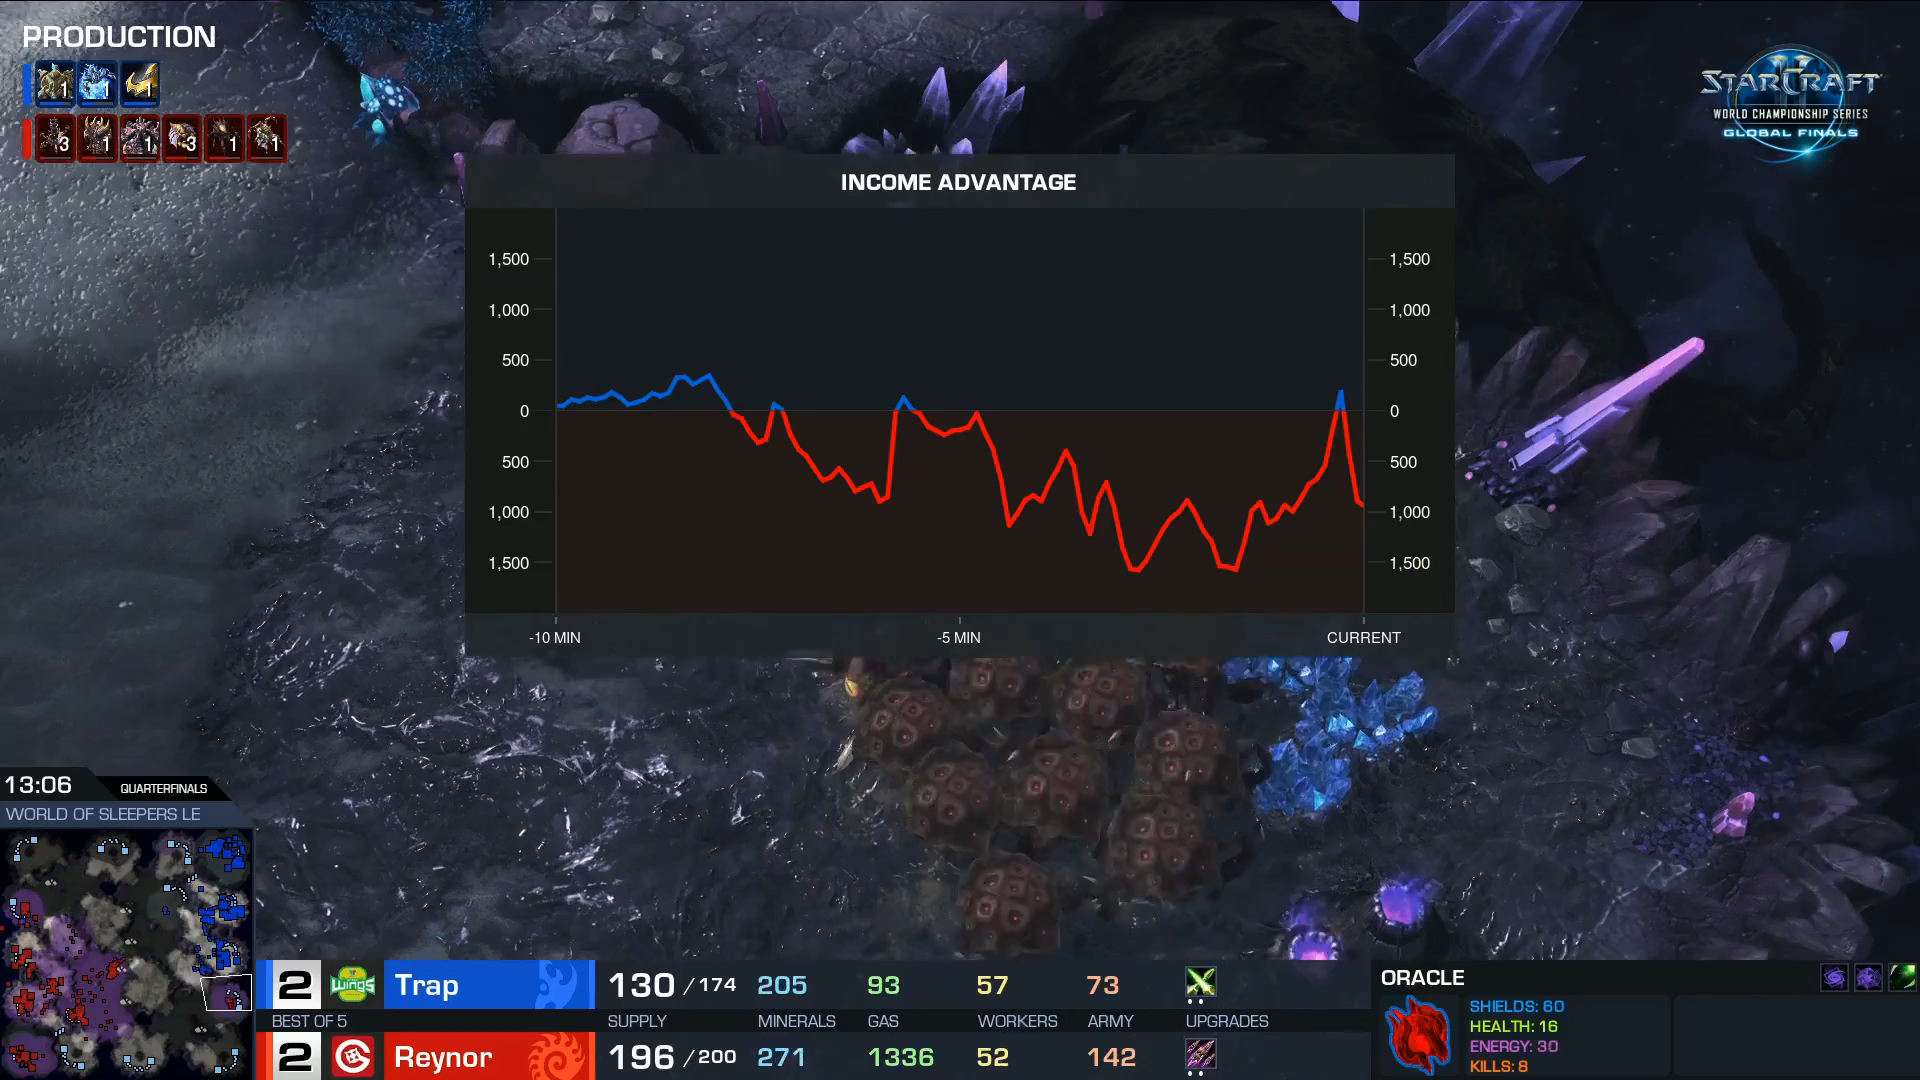 PRODUCTION
1 1 1
3 1 1 3 1 1
STARCRAFT II
WORLD CHAMPIONSHIP SERIES
GLOBAL FINALS
INCOME ADVANTAGE
1,500 1,500
1,000 1,000
500 500
0 0
500 500
1,000 1,000
1,500 1,500
-10 MIN -5 MIN CURRENT
13:06 QUARTERFINALS
WORLD OF SLEEPERS LE
2 WINGS Trap 130 / 174 205 93 57 73
BEST OF 5 SUPPLY MINERALS GAS WORKERS ARMY UPGRADES
2 Reynor 196 / 200 271 1336 52 142
ORACLE
SHIELDS: 60
HEALTH: 16
ENERGY: 30
KILLS: 8